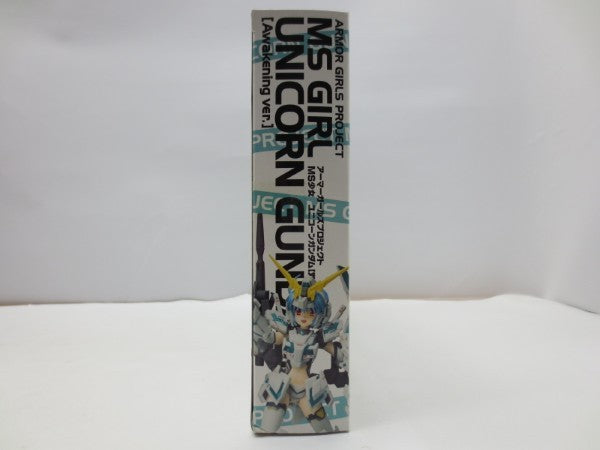 ARMOR GIRLS PROJECT
MS GIRL
UNICORN GUND
[Awakening ver.]
アーマーガールズプロジェクト
MS少女 ユニコーンガンダム